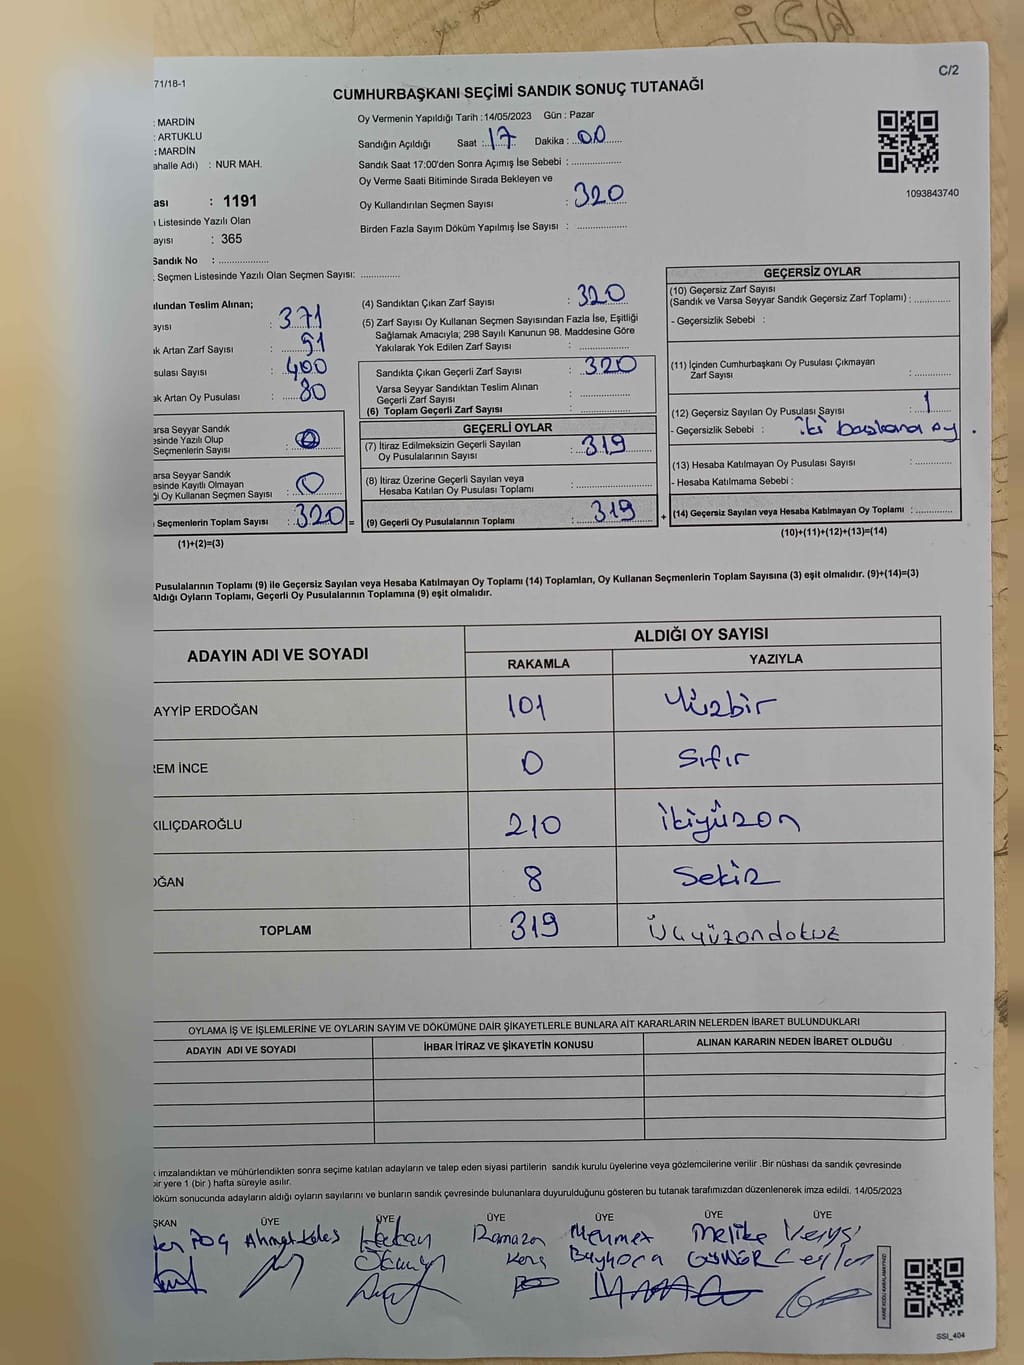 C/2
71/18-1
CUMHURBAŞKANI SEÇİMİ SANDIK SONUÇ TUTANAĞI
: MARDİN
: ARTUKLU
: MARDİN
ahalle Adı) : NUR MAH.
ası : 1191
ı Listesinde Yazılı Olan
ayısı : 365
Sandık No : ..................
. Seçmen Listesinde Yazılı Olan Seçmen Sayısı: ..............
Oy Vermenin Yapıldığı Tarih :14/05/2023 Gün : Pazar
Sandığın Açıldığı Saat : 17 Dakika : 00
Sandık Saat 17:00'den Sonra Açımış İse Sebebi : ..................
Oy Verme Saati Bitiminde Sırada Bekleyen ve
Oy Kullandırılan Seçmen Sayısı : 320
Birden Fazla Sayım Döküm Yapılmış İse Sayısı : ..................
1093843740
ulundan Teslim Alınan;
ayısı : 371
ık Artan Zarf Sayısı : 51
sulası Sayısı : 400
ak Artan Oy Pusulası : 80
arsa Seyyar Sandık
esinde Yazılı Olup
Seçmenlerin Sayısı : 0
arsa Seyyar Sandık
esinde Kayıtlı Olmayan
ği Oy Kullanan Seçmen Sayısı : 0
Seçmenlerin Toplam Sayısı : 320 =
(1)+(2)=(3)
(4) Sandıktan Çıkan Zarf Sayısı : 320
(5) Zarf Sayısı Oy Kullanan Seçmen Sayısından Fazla İse, Eşitliği
Sağlamak Amacıyla; 298 Sayılı Kanunun 98. Maddesine Göre
Yakılarak Yok Edilen Zarf Sayısı : ..................
Sandıkta Çıkan Geçerli Zarf Sayısı : 320
Varsa Seyyar Sandıktan Teslim Alınan
Geçerli Zarf Sayısı : ..................
(6) Toplam Geçerli Zarf Sayısı : ..................
GEÇERLİ OYLAR
(7) İtiraz Edilmeksizin Geçerli Sayılan
Oy Pusulalarının Sayısı : 319
(8) İtiraz Üzerine Geçerli Sayılan veya
Hesaba Katılan Oy Pusulası Toplamı : ..................
(9) Geçerli Oy Pusulalarının Toplamı : 319 +
GEÇERSİZ OYLAR
(10) Geçersiz Zarf Sayısı
(Sandık ve Varsa Seyyar Sandık Geçersiz Zarf Toplamı) : .............
- Geçersizlik Sebebi :
(11) İçinden Cumhurbaşkanı Oy Pusulası Çıkmayan
Zarf Sayısı : .............
(12) Geçersiz Sayılan Oy Pusulası Sayısı : 1
- Geçersizlik Sebebi : iki başkana oy .
(13) Hesaba Katılmayan Oy Pusulası Sayısı : .............
- Hesaba Katılmama Sebebi :
(14) Geçersiz Sayılan veya Hesaba Katılmayan Oy Toplamı : .............
(10)+(11)+(12)+(13)=(14)
Pusulalarının Toplamı (9) ile Geçersiz Sayılan veya Hesaba Katılmayan Oy Toplamı (14) Toplamları, Oy Kullanan Seçmenlerin Toplam Sayısına (3) eşit olmalıdır. (9)+(14)=(3)
Aldığı Oyların Toplamı, Geçerli Oy Pusulalarının Toplamına (9) eşit olmalıdır.
ADAYIN ADI VE SOYADI ALDIĞI OY SAYISI
RAKAMLA YAZIYLA
AYYİP ERDOĞAN 101 Yüzbir
REM İNCE 0 Sıfır
KILIÇDAROĞLU 210 ikiyüzon
OĞAN 8 Sekiz
TOPLAM 319 üçyüzondokuz
OYLAMA İŞ VE İŞLEMLERİNE VE OYLARIN SAYIM VE DÖKÜMÜNE DAİR ŞİKAYETLERLE BUNLARA AİT KARARLARIN NELERDEN İBARET BULUNDUKLARI
ADAYIN ADI VE SOYADI İHBAR İTİRAZ VE ŞİKAYETİN KONUSU ALINAN KARARIN NEDEN İBARET OLDUĞU
k imzalandıktan ve mühürlendikten sonra seçime katılan adayların ve talep eden siyasi partilerin sandık kurulu üyelerine veya gözlemcilerine verilir .Bir nüshası da sandık çevresinde
bir yere 1 (bir ) hafta süreyle asılır.
döküm sonucunda adayların aldığı oyların sayılarını ve bunların sandık çevresinde bulunanlara duyurulduğunu gösteren bu tutanak tarafımızdan düzenlenerek imza edildi. 14/05/2023
ŞKAN ÜYE ÜYE ÜYE ÜYE ÜYE ÜYE
Ahmet Keleş Hakan Ramazan Mehmet Melike Veysi
Bayhoca GÜNGÖR Ceylan
SSI_404